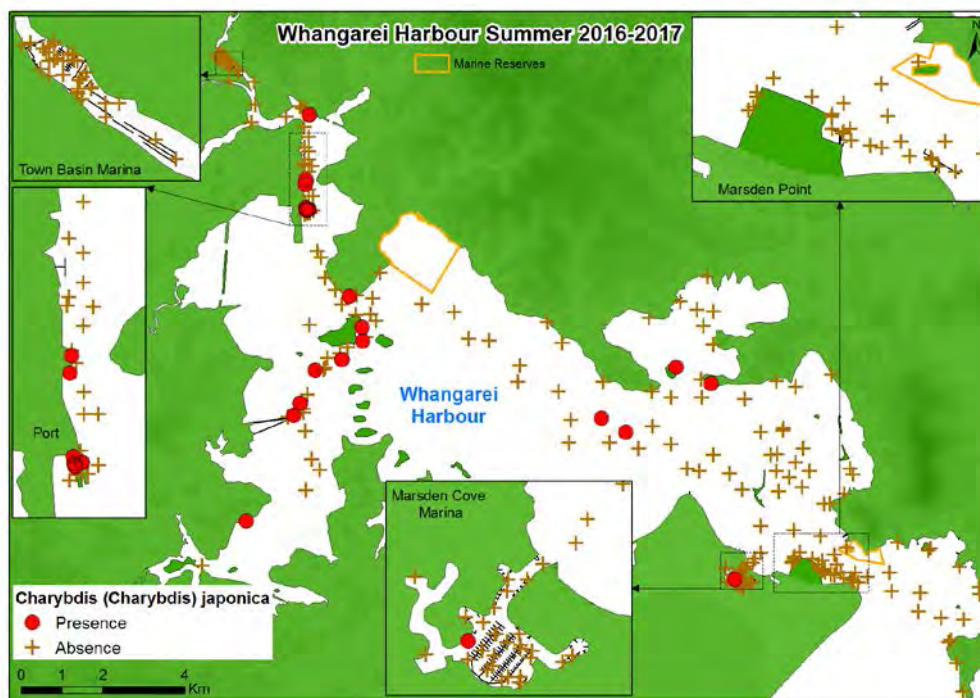 Whangarei Harbour Summer 2016-2017
Marine Reserves
N
Town Basin Marina
Marsden Point
Port
Whangarei
Harbour
Marsden Cove
Marina
Charybdis (Charybdis) japonica
Presence
Absence
0 1 2 4
Km